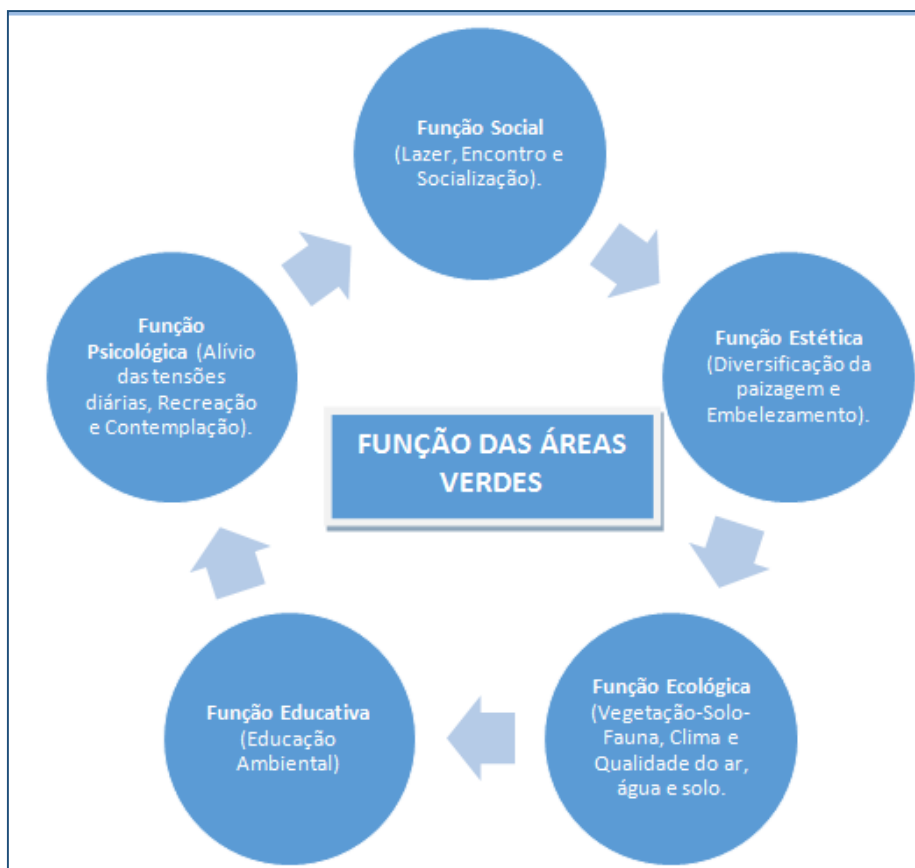 Função Social
(Lazer, Encontro e
Socialização).
Função Estética
(Diversificação da
paizagem e
Embelezamento).
Função Ecológica
(Vegetação-Solo-
Fauna, Clima e
Qualidade do ar,
água e solo.
Função Educativa
(Educação
Ambiental)
Função
Psicológica (Alívio
das tensões
diárias, Recreação
e Contemplação).
FUNÇÃO DAS ÁREAS
VERDES